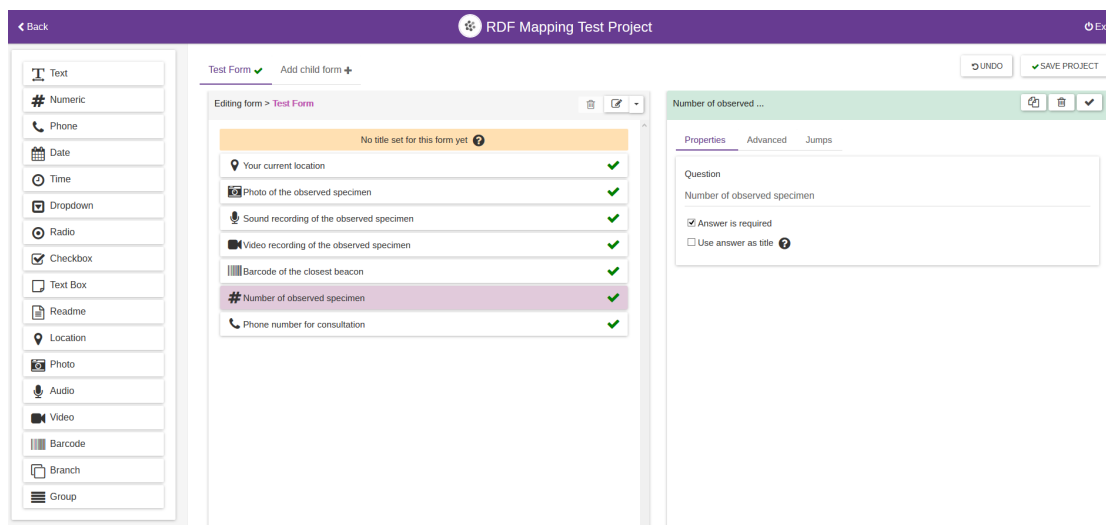 Back
RDF Mapping Test Project
Ex
Text
Numeric
Phone
Date
Time
Dropdown
Radio
Checkbox
Text Box
Readme
Location
Photo
Audio
Video
Barcode
Branch
Group
Test Form
Add child form
UNDO
SAVE PROJECT
Editing form > Test Form
No title set for this form yet
Your current location
Photo of the observed specimen
Sound recording of the observed specimen
Video recording of the observed specimen
Barcode of the closest beacon
Number of observed specimen
Phone number for consultation
Number of observed ...
Properties Advanced Jumps
Question
Number of observed specimen
Answer is required
Use answer as title